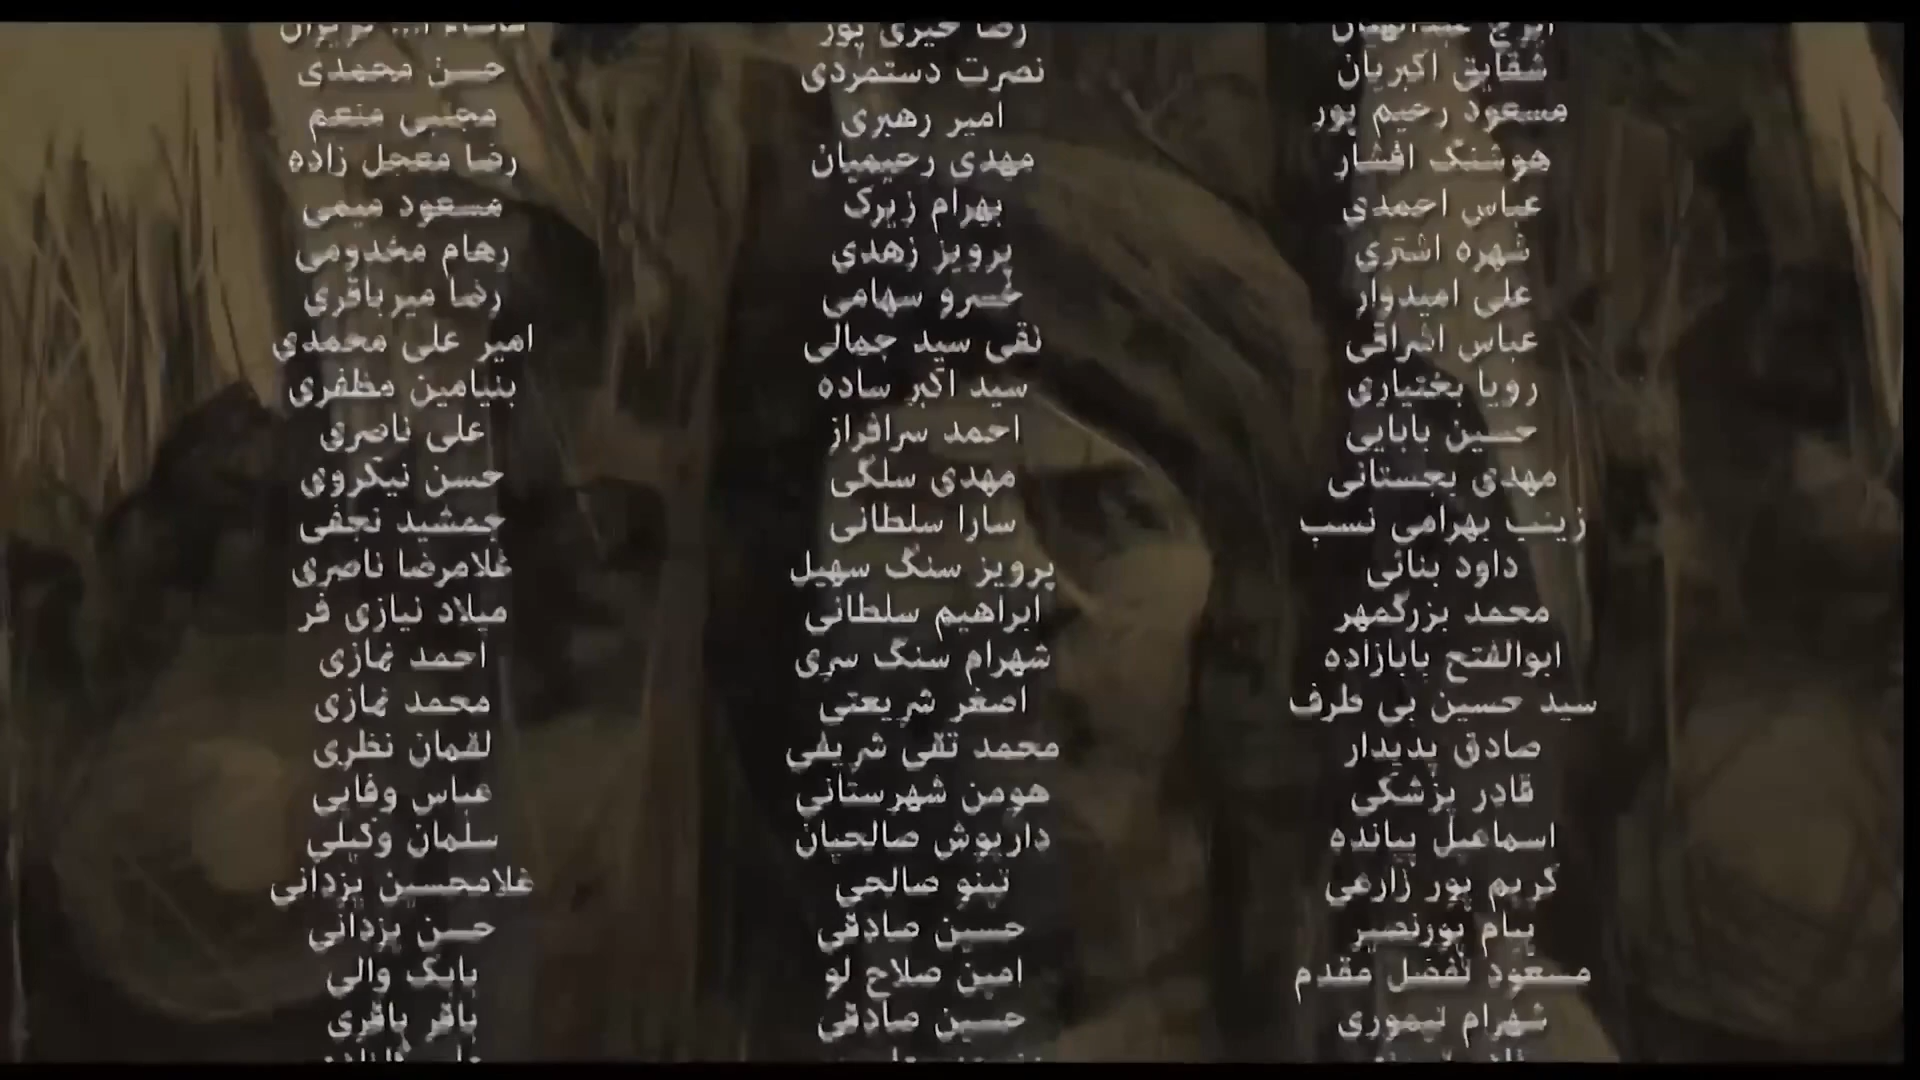 شقایق اکبریان
مسعود رحیم پور
هوشنگ افشار
عباس احمدی
شهره اشتری
علی امیدوار
عباس اشراقی
رویا بختیاری
حسین بابایی
مهدی بجستانی
زینب بهرامی نسب
داود بنائی
محمد بزرگمهر
ابوالفتح بابازاده
سید حسین بی طرف
صادق پدیدار
قادر پزشکی
اسماعیل پیانده
کریم پور زارعی
پیام پورنصیر
مسعود تفضل مقدم
شهرام تیموری
رضا خیری پور
نصرت دستمردی
امیر رهبری
مهدی رحیمیان
بهرام زیرک
پرویز زهدی
خسرو سهامی
نقی سید جمالی
سید اکبر ساده
احمد سرافراز
مهدی سلگی
سارا سلطانی
پرویز سنگ سهیل
ابراهیم سلطانی
شهرام سنگ سری
اصغر شریعتی
محمد تقی شریفی
هومن شهرستانی
داریوش صالحیان
تینو صالحی
حسین صادقی
امین صلاح لو
حسین صادقی
حسن محمدی
مجتبی منعم
رضا معجل زاده
مسعود میمی
رهام مخدومی
رضا میرباقری
امیر علی محمدی
بنیامین مظفری
علی ناصری
حسن نیکروی
جمشید نجفی
غلامرضا ناصری
میلاد نیازی فر
احمد نمازی
محمد نمازی
لقمان نظری
عباس وفایی
سلمان وکیلی
غلامحسین یزدانی
حسن یزدانی
بابک والی
باقر باقری